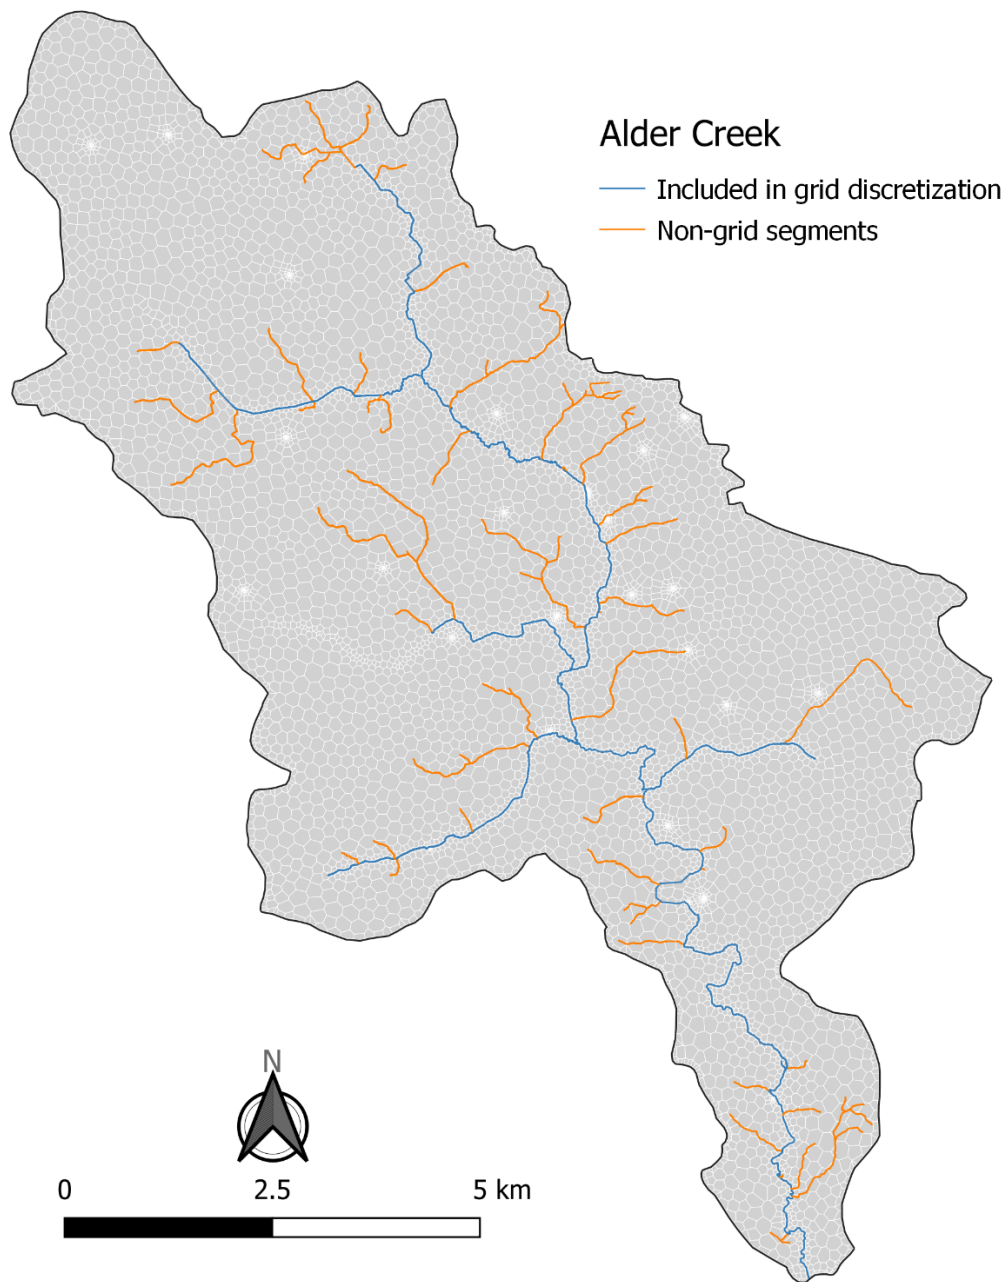 Alder Creek
Included in grid discretization
Non-grid segments
N
0 2.5 5 km